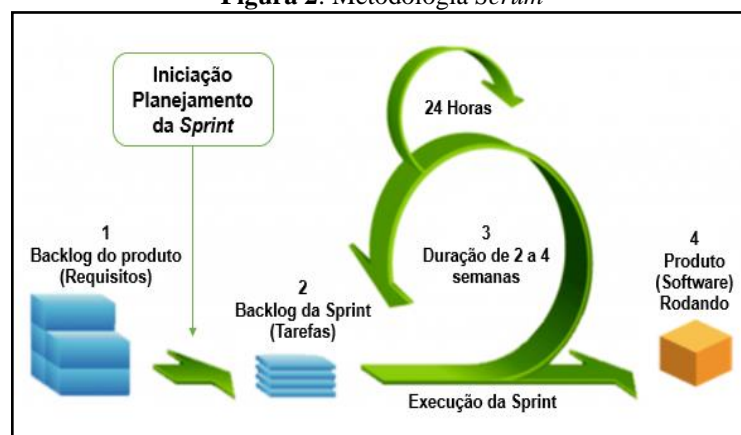 Figura 2: Metodologia Scrum
Iniciação
Planejamento
da Sprint
24 Horas
1
Backlog do produto
(Requisitos)
2
Backlog da Sprint
(Tarefas)
3
Duração de 2 a 4
semanas
4
Produto
(Software)
Rodando
Execução da Sprint